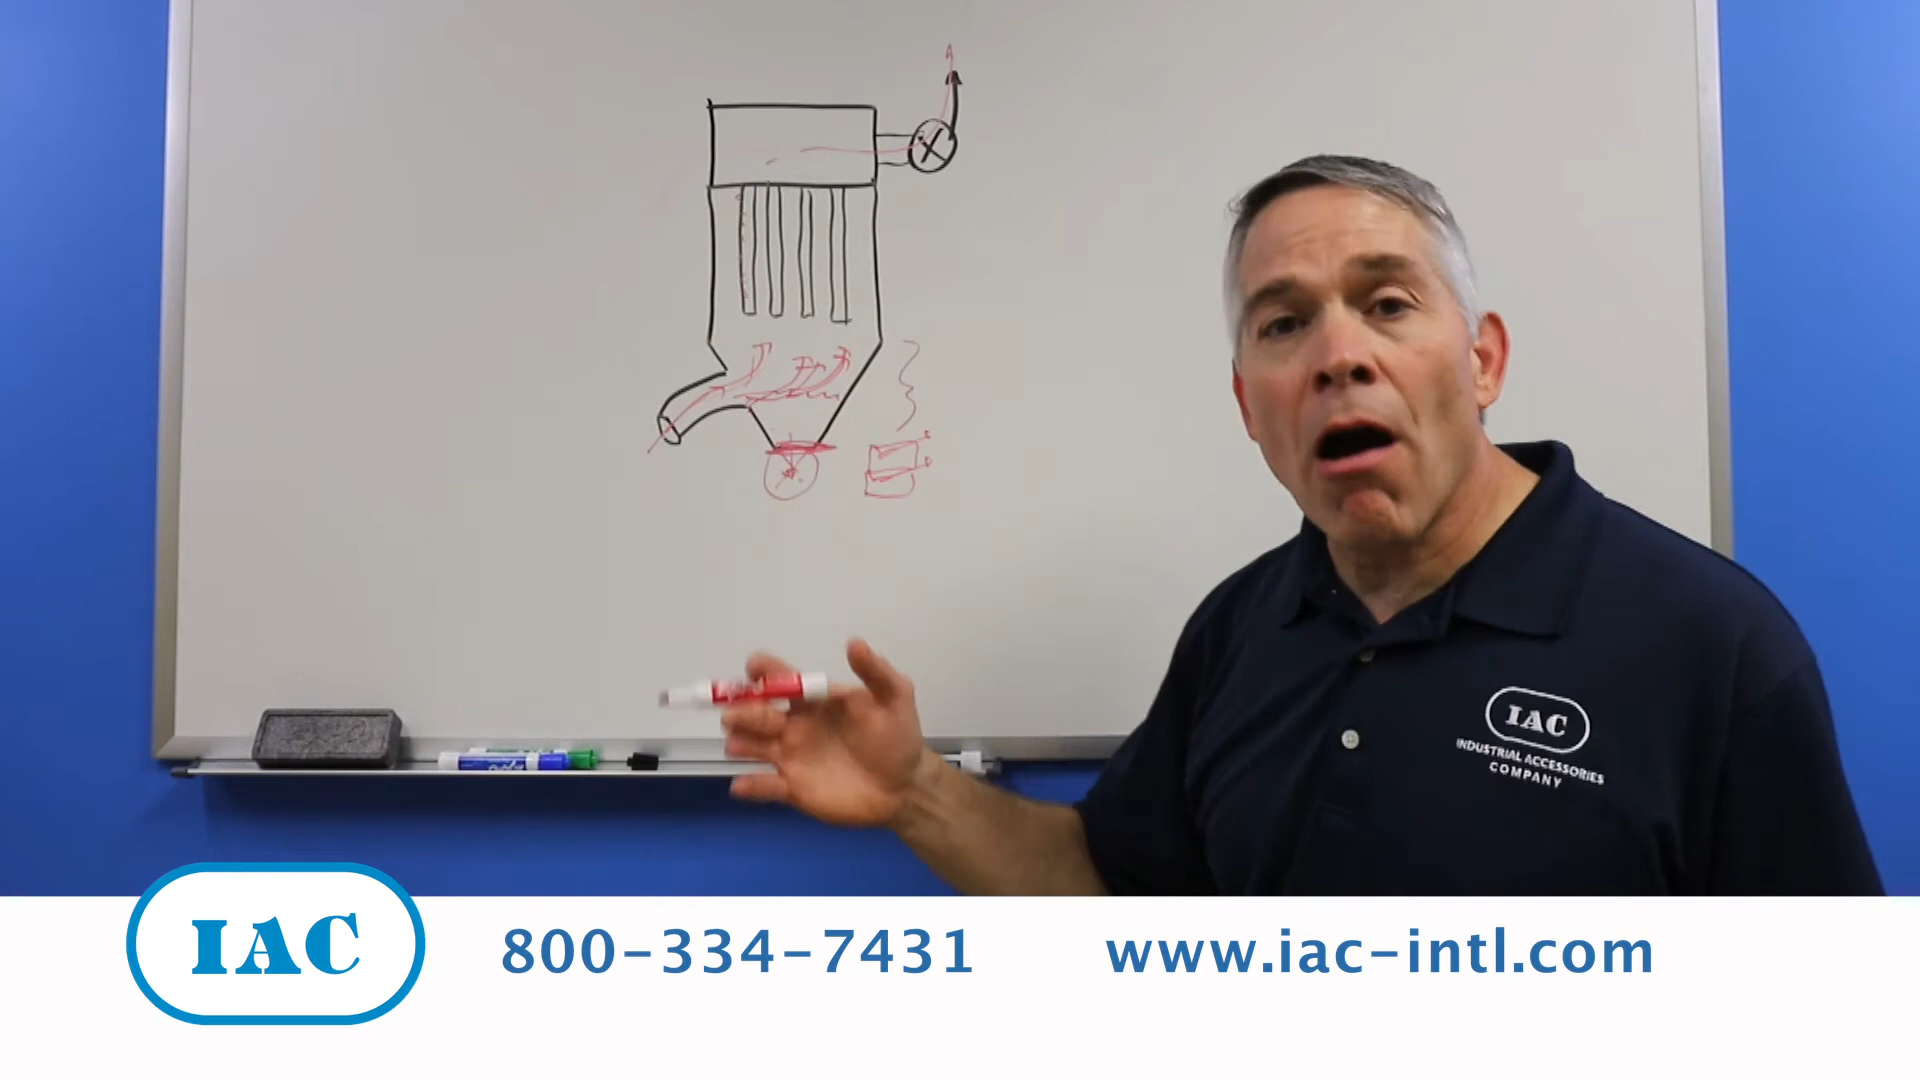 IAC
INDUSTRIAL ACCESSORIES
COMPANY
IAC
800-334-7431
www.iac-intl.com